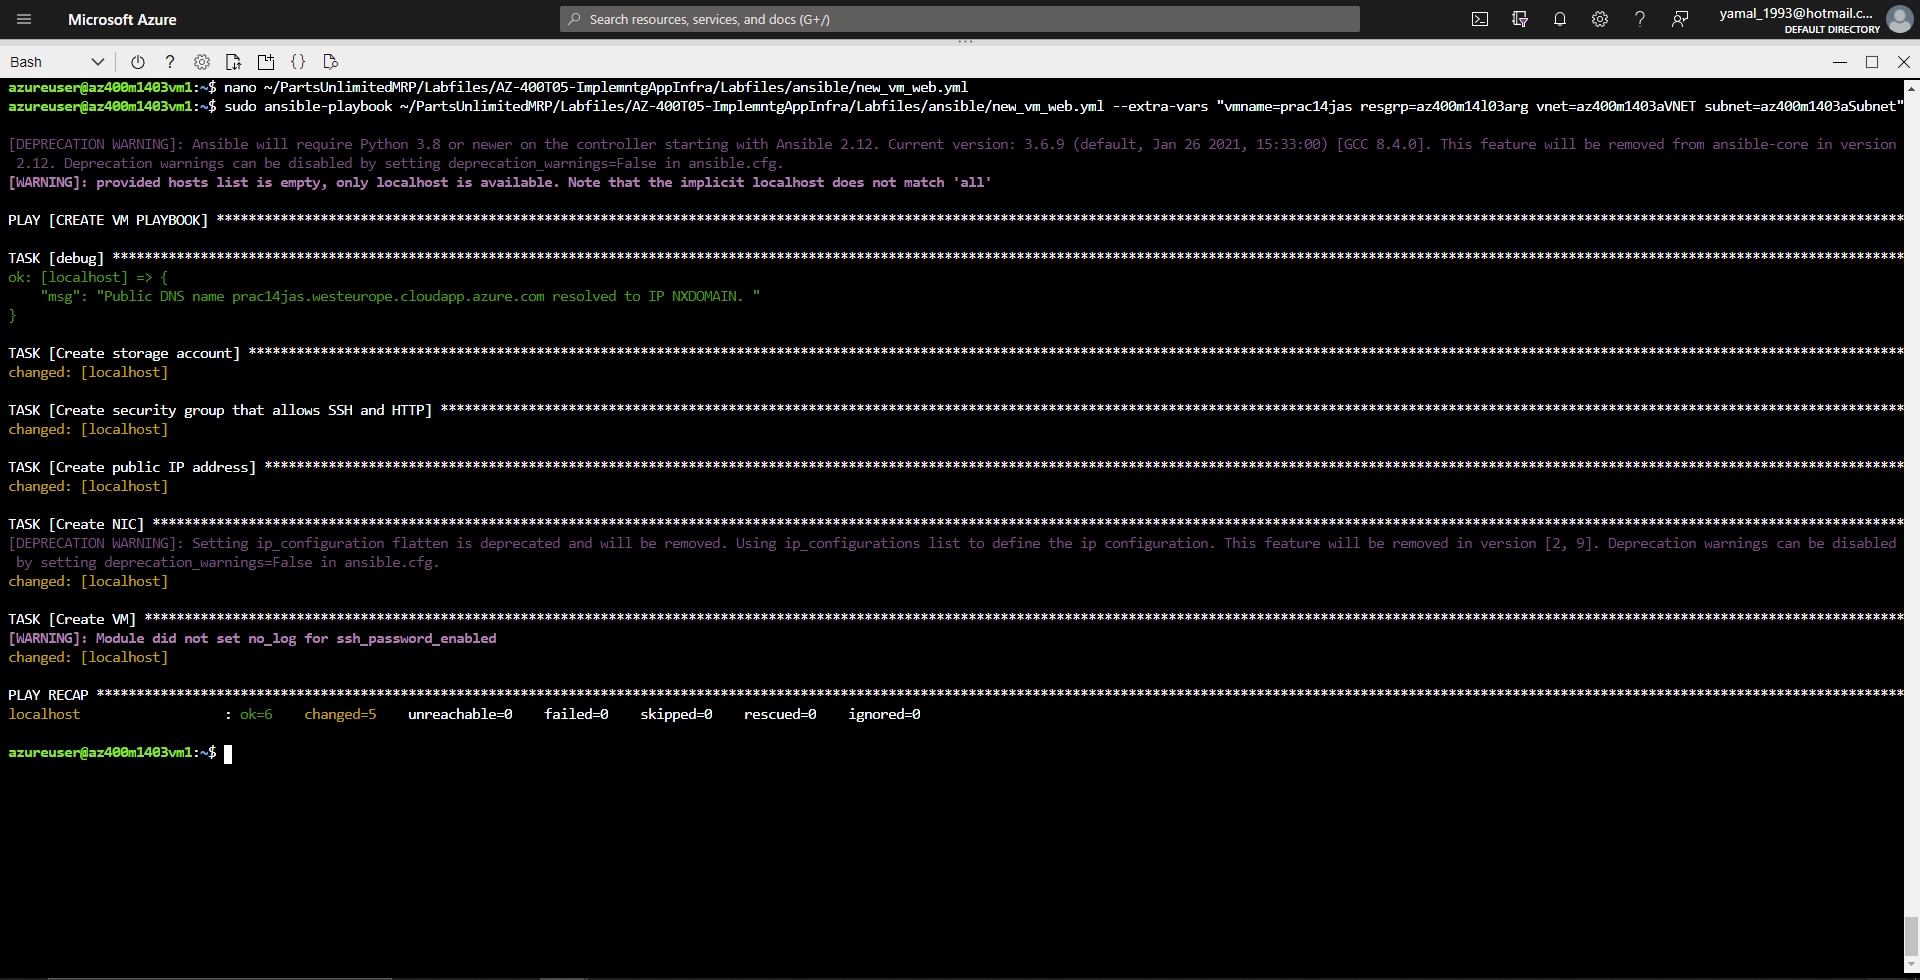 Microsoft Azure
Search resources, services, and docs (G+/)
yamal_1993@hotmail.c...
DEFAULT DIRECTORY
Bash
azureuser@az400m1403vm1:~$ nano ~/PartsUnlimitedMRP/Labfiles/AZ-400T05-ImplemntgAppInfra/Labfiles/ansible/new_vm_web.yml
azureuser@az400m1403vm1:~$ sudo ansible-playbook ~/PartsUnlimitedMRP/Labfiles/AZ-400T05-ImplemntgAppInfra/Labfiles/ansible/new_vm_web.yml --extra-vars "vmname=prac14jas resgrp=az400m14l03arg vnet=az400m1403aVNET subnet=az400m1403aSubnet"
[DEPRECATION WARNING]: Ansible will require Python 3.8 or newer on the controller starting with Ansible 2.12. Current version: 3.6.9 (default, Jan 26 2021, 15:33:00) [GCC 8.4.0]. This feature will be removed from ansible-core in version
2.12. Deprecation warnings can be disabled by setting deprecation_warnings=False in ansible.cfg.
[WARNING]: provided hosts list is empty, only localhost is available. Note that the implicit localhost does not match 'all'
PLAY [CREATE VM PLAYBOOK] ****
TASK [debug] ****
ok: [localhost] => {
"msg": "Public DNS name prac14jas.westeurope.cloudapp.azure.com resolved to IP NXDOMAIN. "
}
TASK [Create storage account] ****
changed: [localhost]
TASK [Create security group that allows SSH and HTTP] ****
changed: [localhost]
TASK [Create public IP address] ****
changed: [localhost]
TASK [Create NIC] ****
[DEPRECATION WARNING]: Setting ip_configuration flatten is deprecated and will be removed. Using ip_configurations list to define the ip configuration. This feature will be removed in version [2, 9]. Deprecation warnings can be disabled
by setting deprecation_warnings=False in ansible.cfg.
changed: [localhost]
TASK [Create VM] ****
[WARNING]: Module did not set no_log for ssh_password_enabled
changed: [localhost]
PLAY RECAP ****
localhost : ok=6 changed=5 unreachable=0 failed=0 skipped=0 rescued=0 ignored=0
azureuser@az400m1403vm1:~$